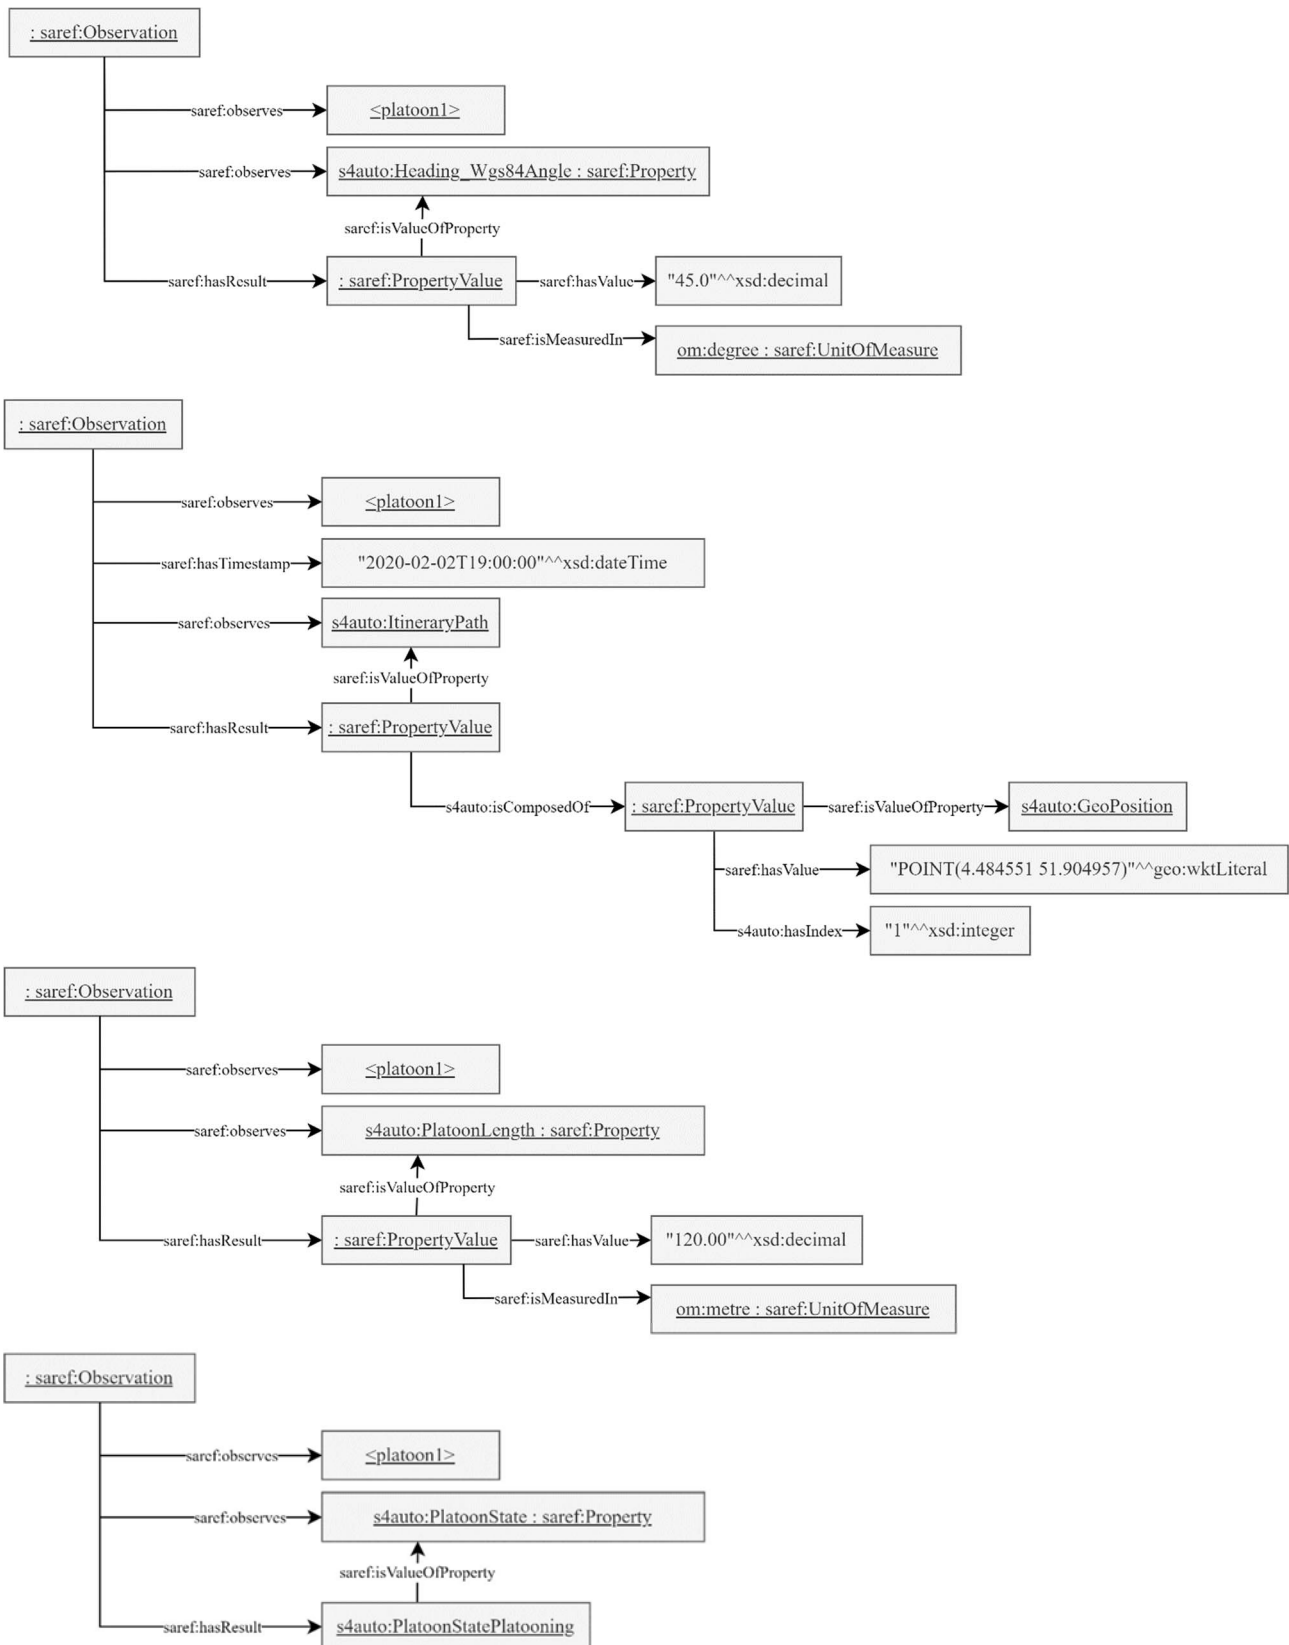 : saref:Observation
saref:observes
<platoon1>
saref:observes
s4auto:Heading_Wgs84Angle : saref:Property
saref:isValueOfProperty
saref:hasResult
: saref:PropertyValue
saref:hasValue
"45.0"^^xsd:decimal
saref:isMeasuredIn
om:degree : saref:UnitOfMeasure
: saref:Observation
saref:observes
<platoon1>
saref:hasTimestamp
"2020-02-02T19:00:00"^^xsd:dateTime
saref:observes
s4auto:ItineraryPath
saref:isValueOfProperty
saref:hasResult
: saref:PropertyValue
s4auto:isComposedOf
: saref:PropertyValue
saref:isValueOfProperty
s4auto:GeoPosition
saref:hasValue
"POINT(4.484551 51.904957)"^^geo:wktLiteral
s4auto:hasIndex
"1"^^xsd:integer
: saref:Observation
saref:observes
<platoon1>
saref:observes
s4auto:PlatoonLength : saref:Property
saref:isValueOfProperty
saref:hasResult
: saref:PropertyValue
saref:hasValue
"120.00"^^xsd:decimal
saref:isMeasuredIn
om:metre : saref:UnitOfMeasure
: saref:Observation
saref:observes
<platoon1>
saref:observes
s4auto:PlatoonState : saref:Property
saref:isValueOfProperty
saref:hasResult
s4auto:PlatoonStatePlatooning